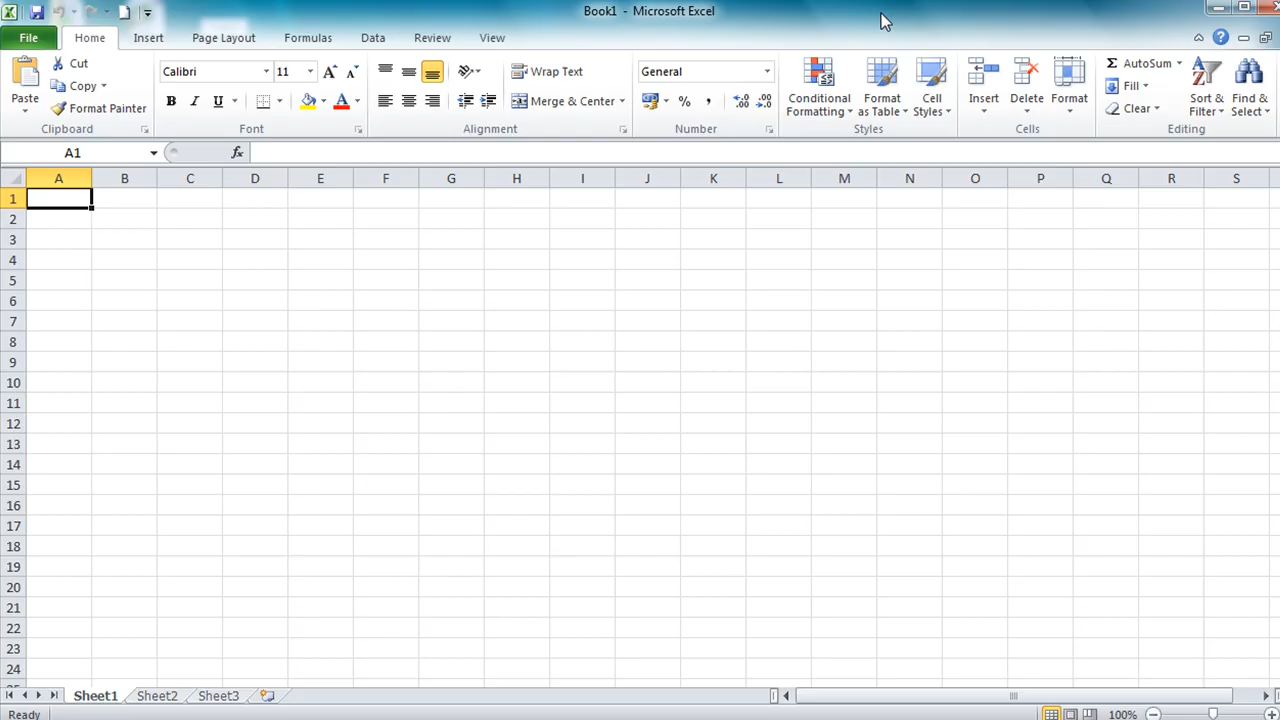 Book1 - Microsoft Excel
File Home Insert Page Layout Formulas Data Review View
Paste
Cut
Copy
Format Painter
Clipboard
Calibri 11
B I U
Font
Wrap Text
Merge & Center
Alignment
General
% ,
Number
Conditional Formatting
Format as Table
Cell Styles
Styles
Insert
Delete
Format
Cells
AutoSum
Fill
Clear
Sort & Filter
Find & Select
Editing
A1 fx
A B C D E F G H I J K L M N O P Q R S
1
2
3
4
5
6
7
8
9
10
11
12
13
14
15
16
17
18
19
20
21
22
23
24
Sheet1 Sheet2 Sheet3
Ready 100%